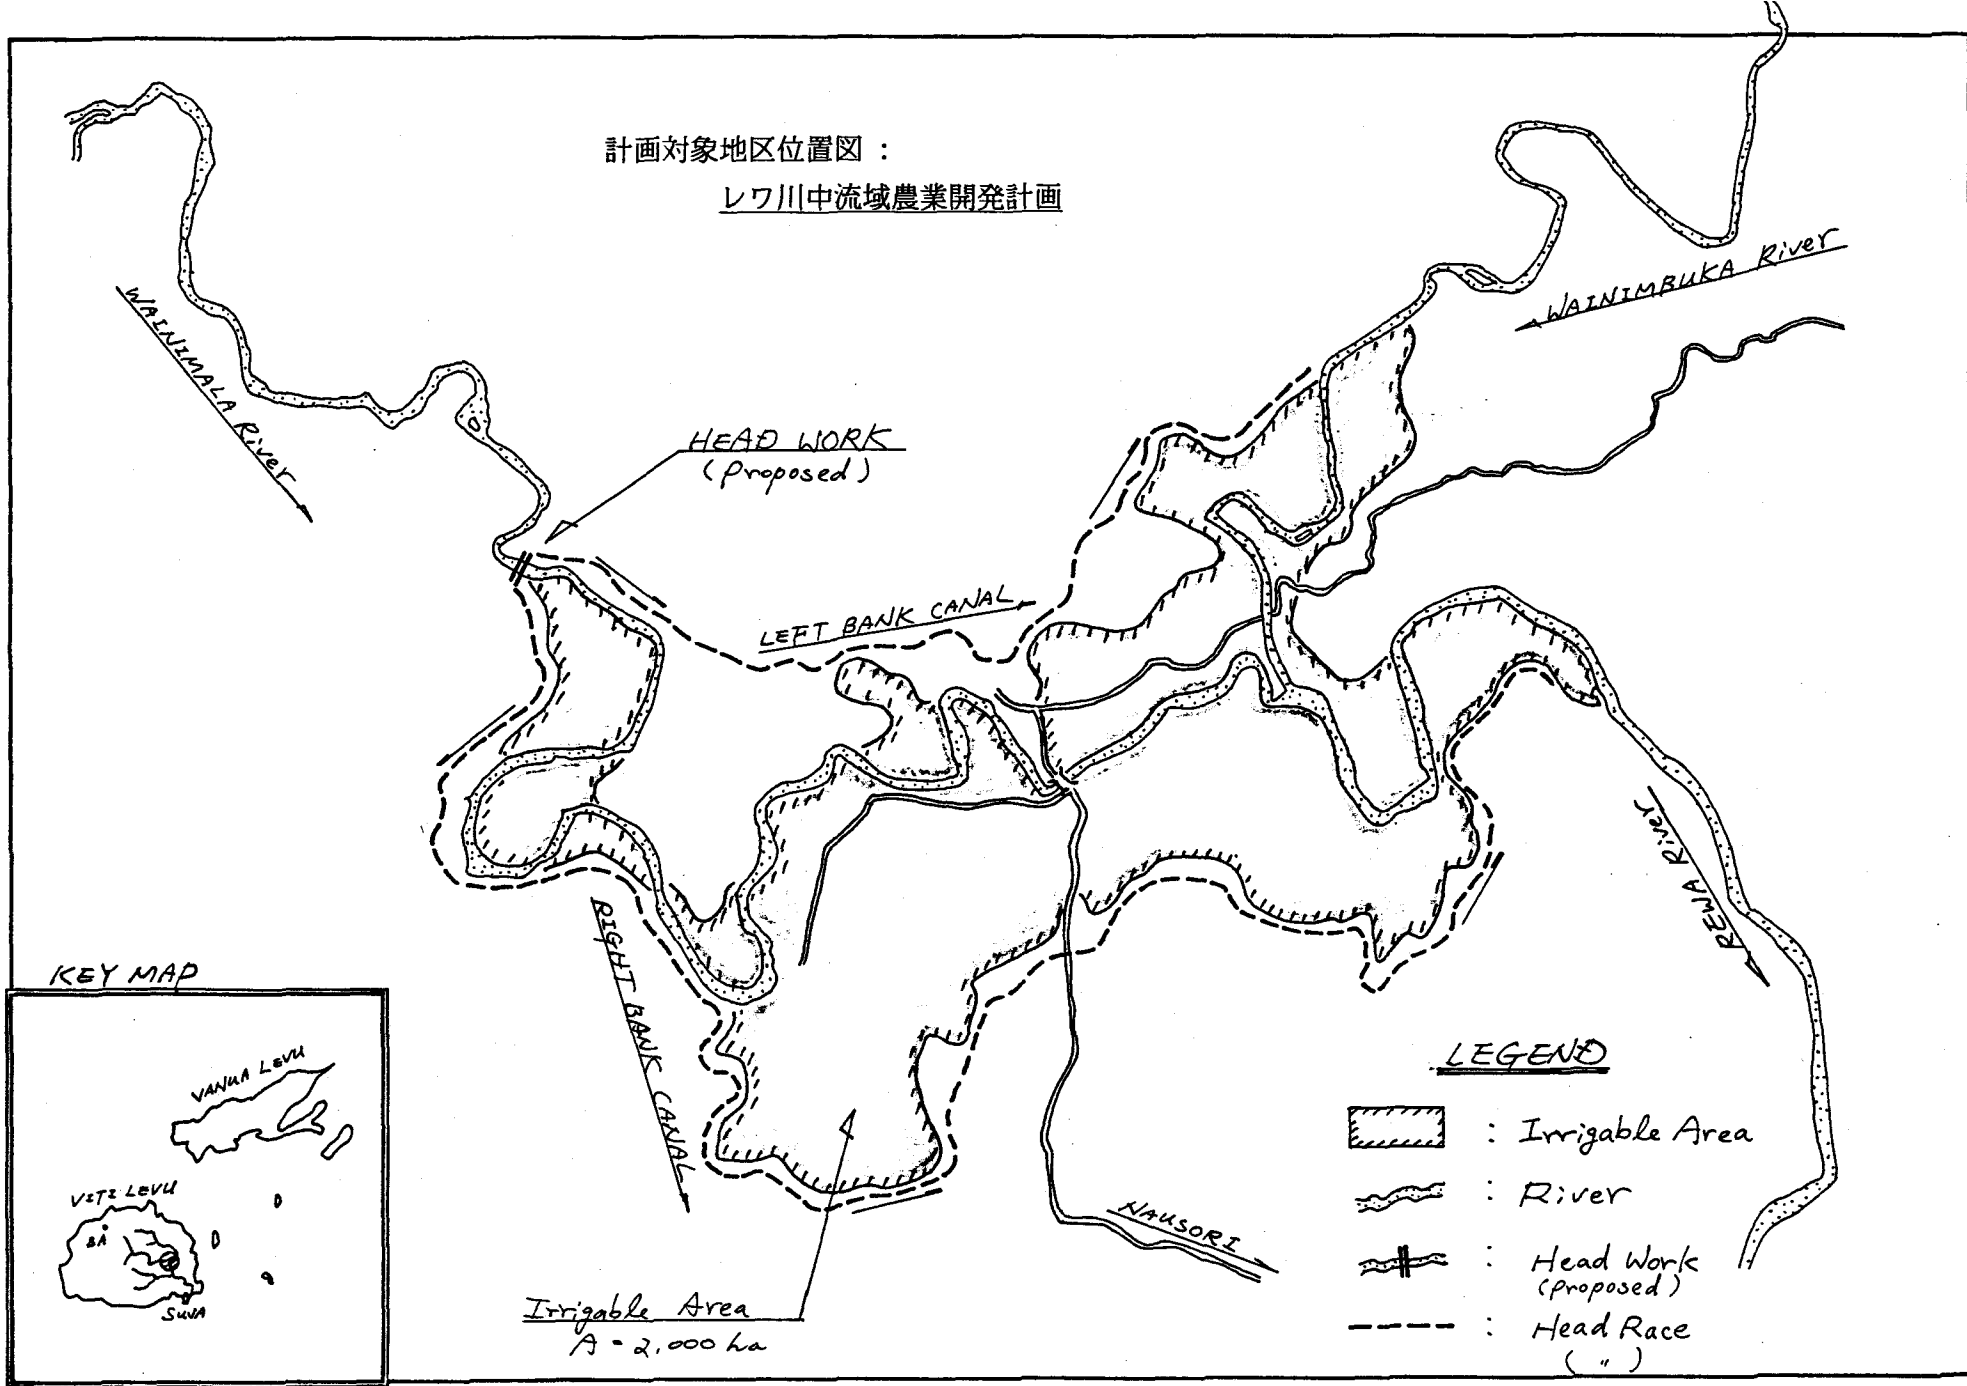 計画対象地区位置図：
レワ川中流域農業開発計画
WAINIMALA River
WAINIMBUKA River
HEAD WORK
(Proposed)
LEFT BANK CANAL
RIGHT BANK CANAL
REWA River
NAUSORI
Irrigable Area
A = 2,000 ha
KEY MAP
VANUA LEVU
VITI LEVU
BA
SUVA
LEGEND
: Irrigable Area
: River
: Head Work
(Proposed)
: Head Race
( " )